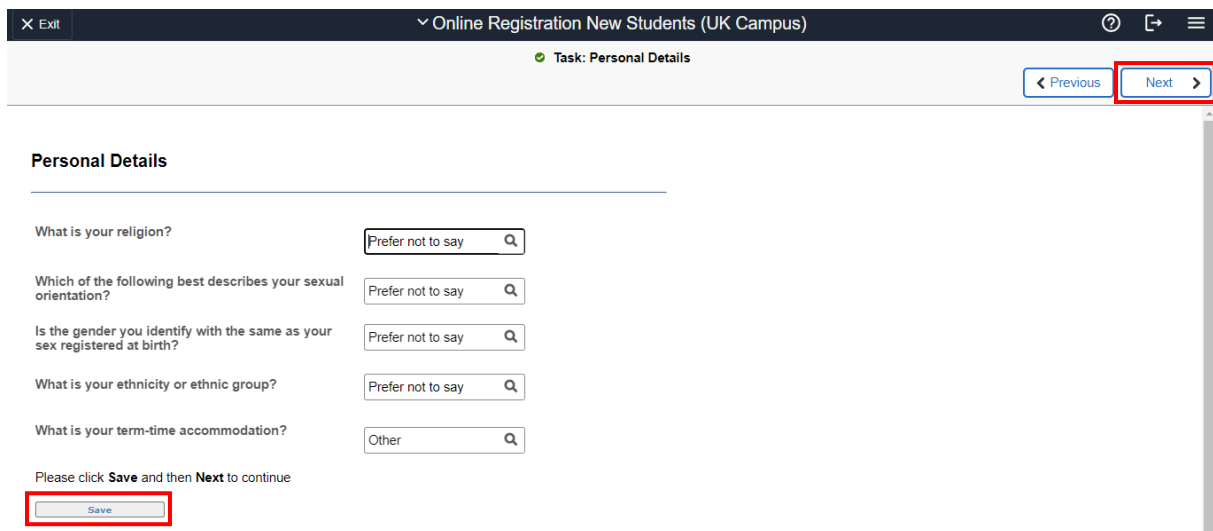 Exit
Online Registration New Students (UK Campus)
Task: Personal Details
Previous
Next
Personal Details
What is your religion?
Prefer not to say
Which of the following best describes your sexual
orientation?
Prefer not to say
Is the gender you identify with the same as your
sex registered at birth?
Prefer not to say
What is your ethnicity or ethnic group?
Prefer not to say
What is your term-time accommodation?
Other
Please click Save and then Next to continue
Save